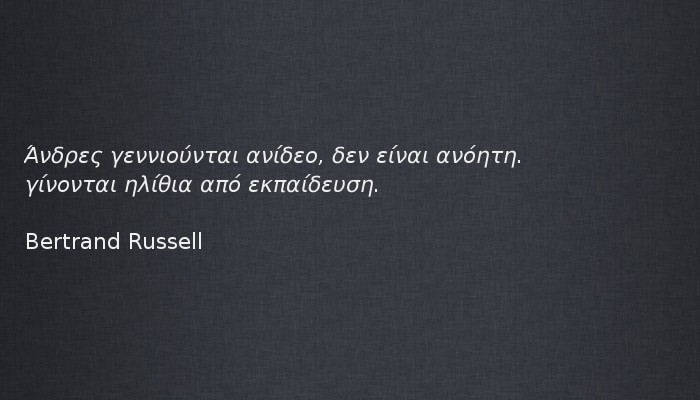 Άνδρες γεννιούνται ανίδεο, δεν είναι ανόητη.
γίνονται ηλίθια από εκπαίδευση.
Bertrand Russell